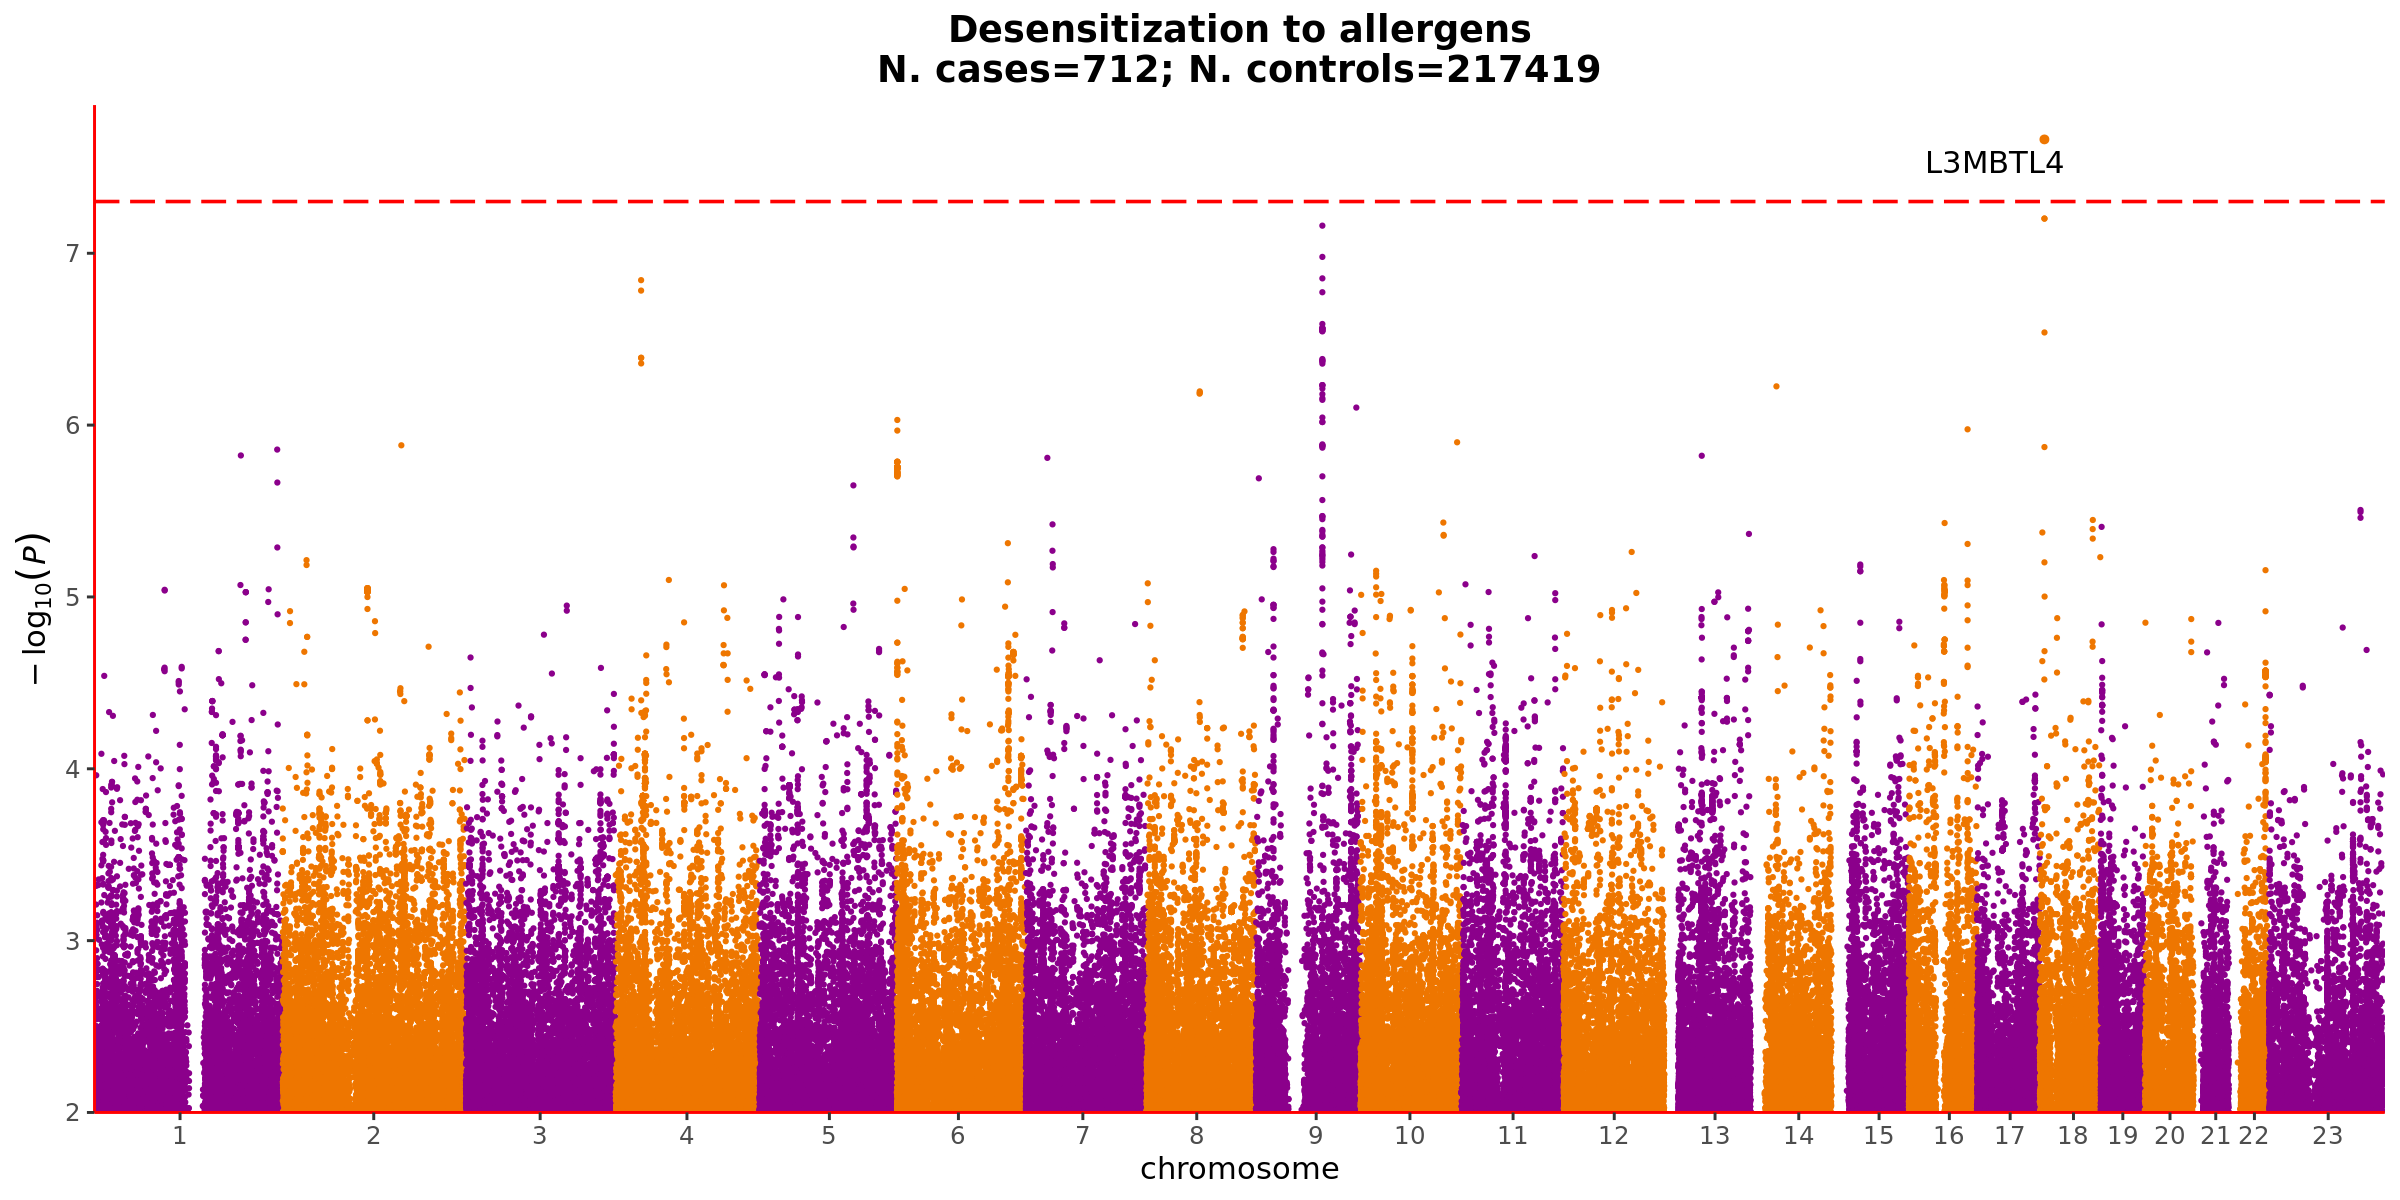 Desensitization to allergens
N. cases=712; N. controls=217419
L3MBTL4
7
6
5
4
3
2
−log10(P)
1 2 3 4 5 6 7 8 9 10 11 12 13 14 15 16 17 18 19 20 21 22 23
chromosome